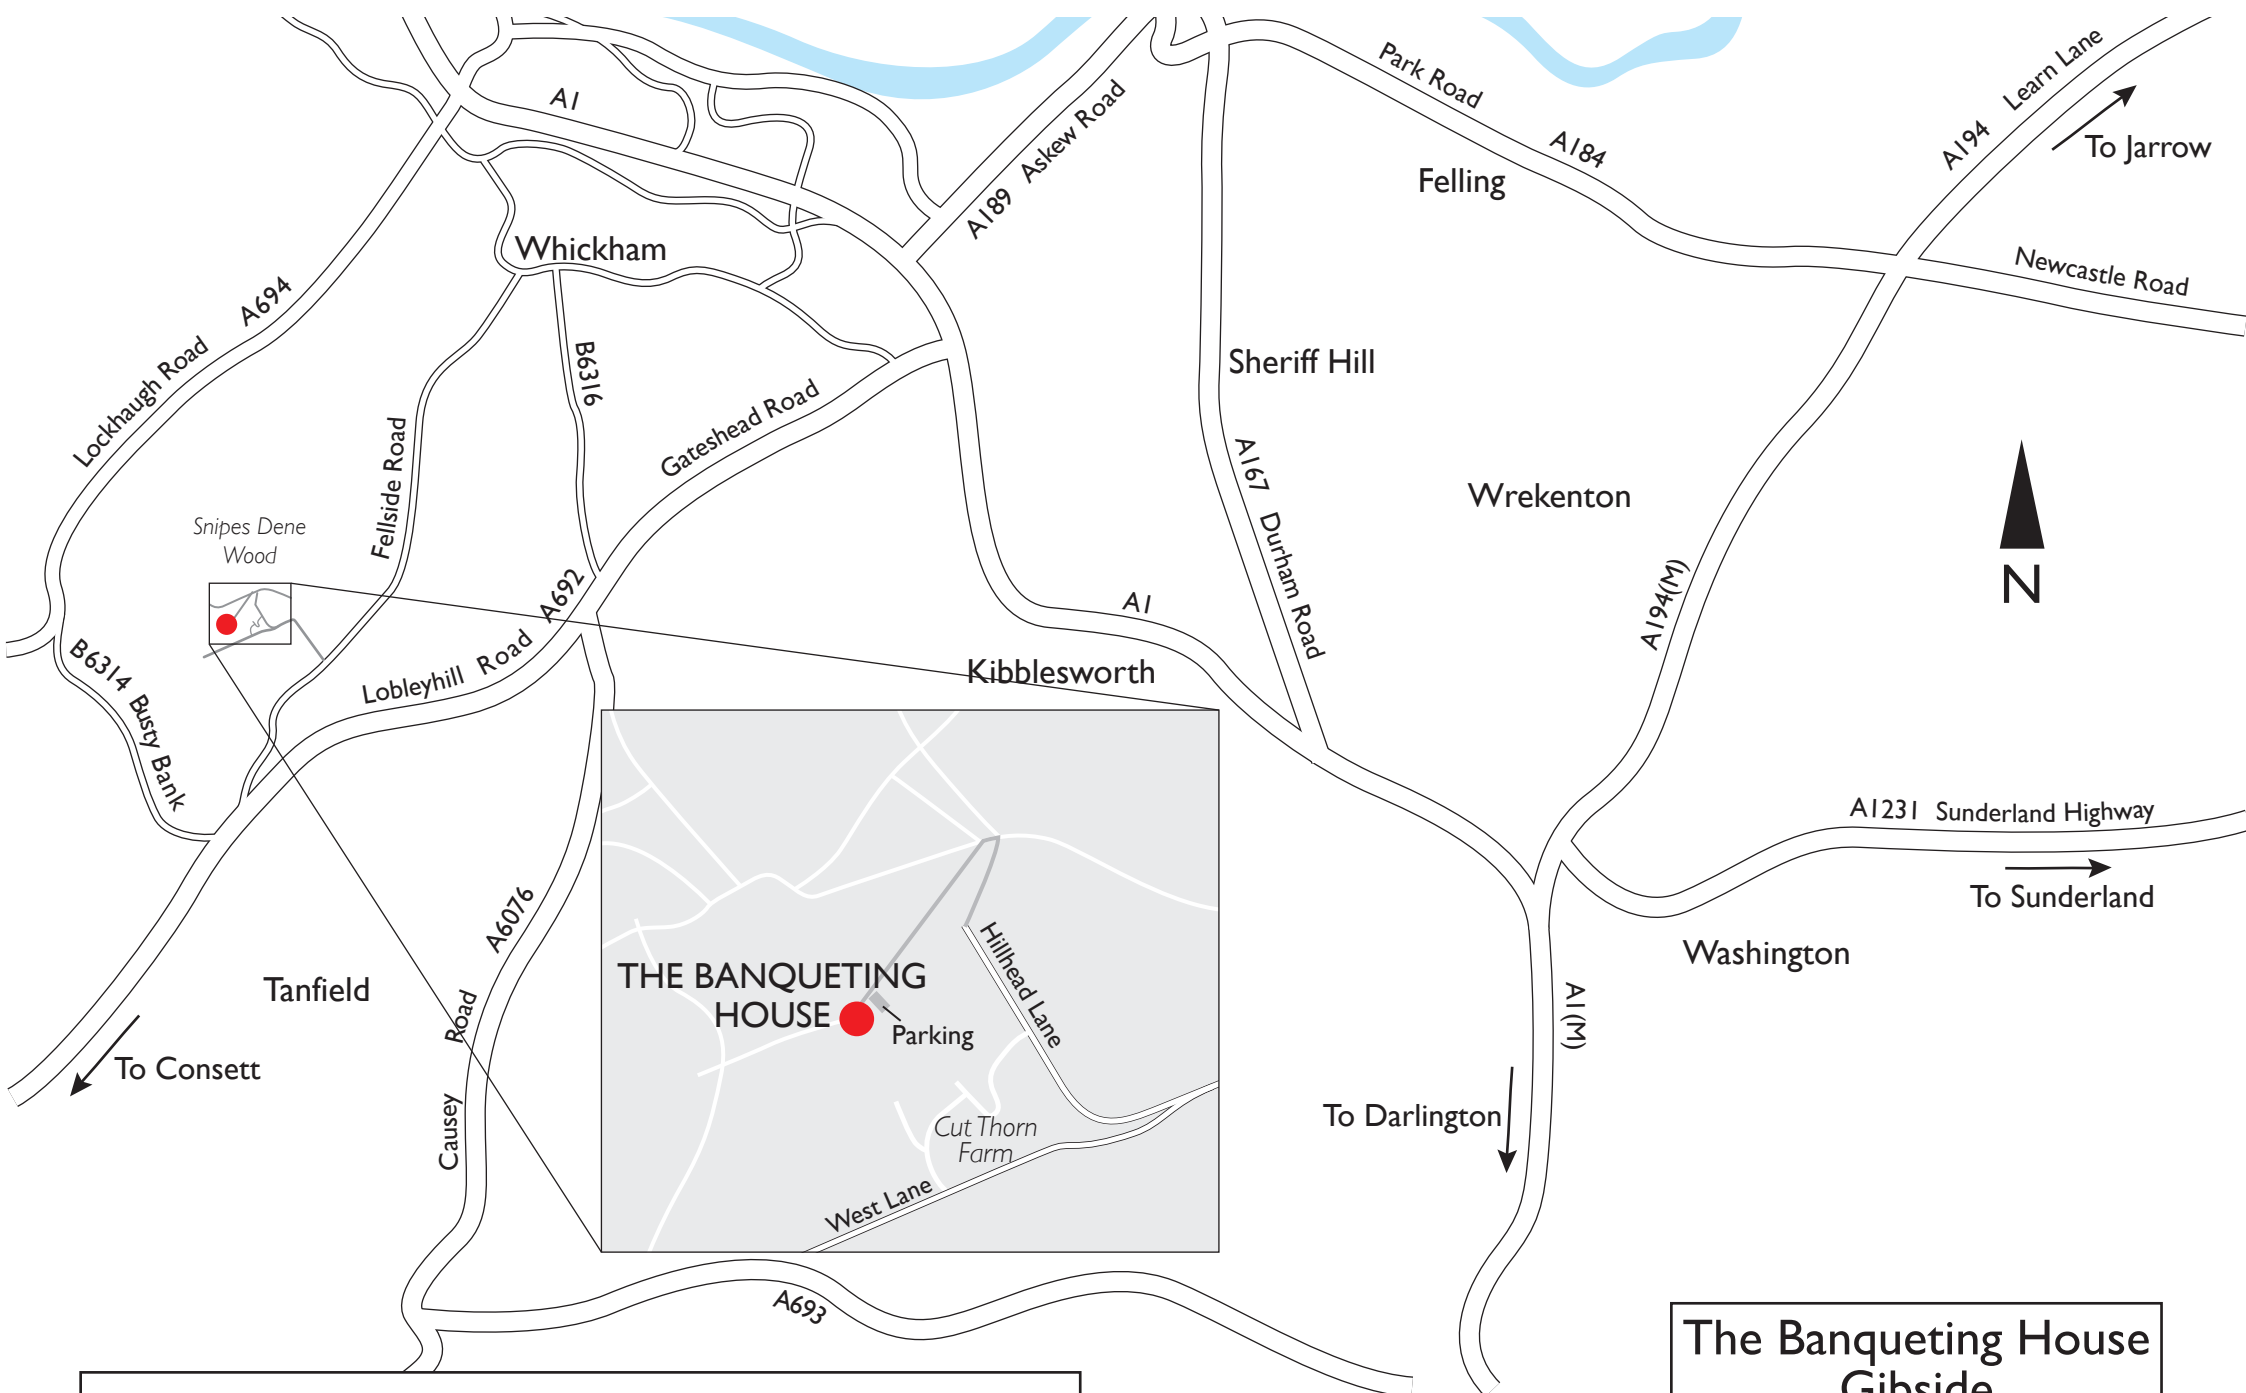 Park Road
A184
A194 Learn Lane
To Jarrow
A1
A189 Askew Road
Felling
Newcastle Road
Whickham
A694
Lockhaugh Road
B6316
Sheriff Hill
Gateshead Road
Fellside Road
A167 Durham Road
Wrekenton
Snipes Dene
Wood
N
A692
A1
A194(M)
B6314 Busty Bank
Lobleyhill Road
Kibblesworth
A1231 Sunderland Highway
To Sunderland
A6076
Washington
Hillhead Lane
THE BANQUETING
HOUSE
Parking
Tanfield
Causey Road
A1(M)
To Consett
To Darlington
Cut Thorn
Farm
West Lane
A693
The Banqueting House
Gibside